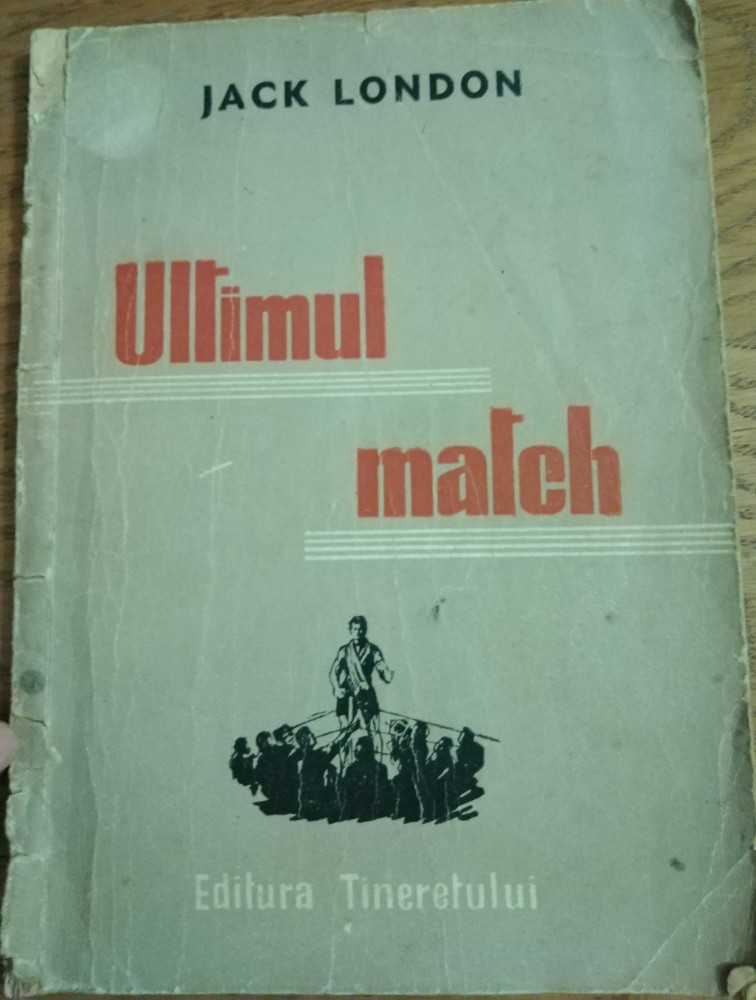 JACK LONDON
Ultimul
match
Editura Tineretului